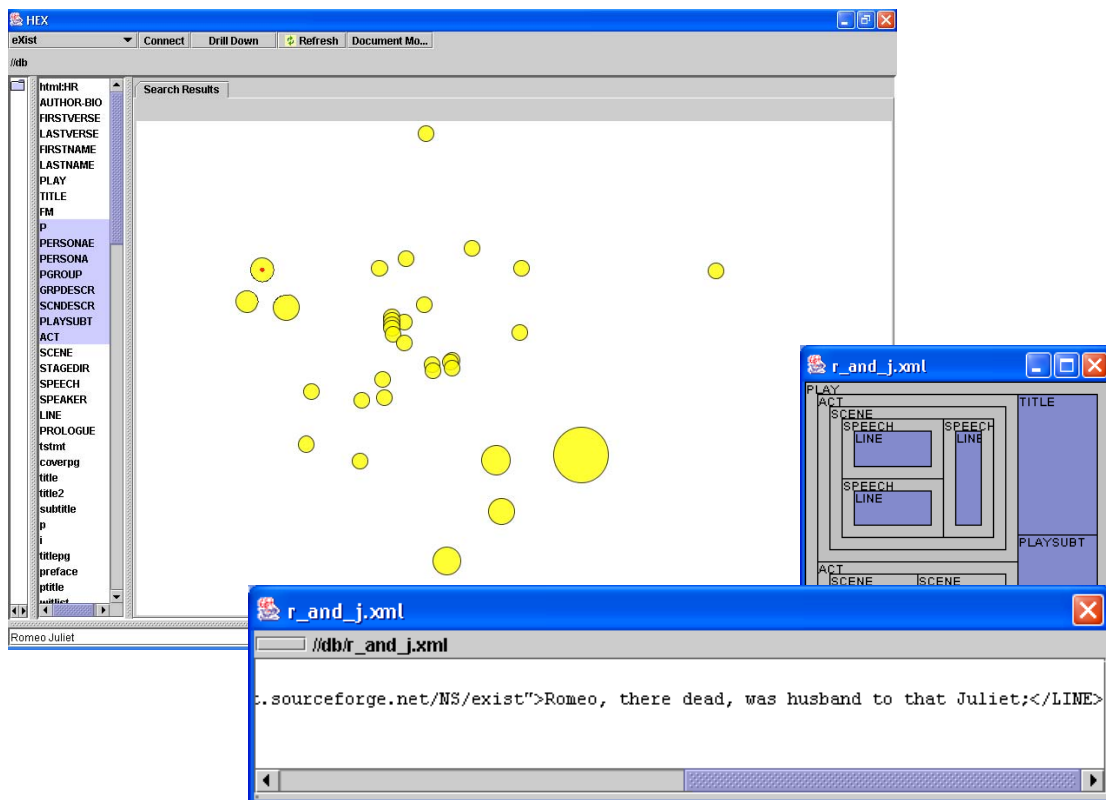 HEX
eXist Connect Drill Down Refresh Document Mo...
//db
Search Results
html:HR
AUTHOR-BIO
FIRSTVERSE
LASTVERSE
FIRSTNAME
LASTNAME
PLAY
TITLE
FM
P
PERSONAE
PERSONA
PGROUP
GRPDESCR
SCNDESCR
PLAYSUBT
ACT
SCENE
STAGEDIR
SPEECH
SPEAKER
LINE
PROLOGUE
tstmt
coverpg
title
title2
subtitle
p
i
titlepg
preface
ptitle
witlist
Romeo Juliet
r_and_j.xml
PLAY
ACT TITLE
SCENE
SPEECH SPEECH
LINE LINE
SPEECH
LINE
PLAYSUBT
ACT
SCENE SCENE
r_and_j.xml
//db/r_and_j.xml
t.sourceforge.net/NS/exist">Romeo, there dead, was husband to that Juliet;</LINE>